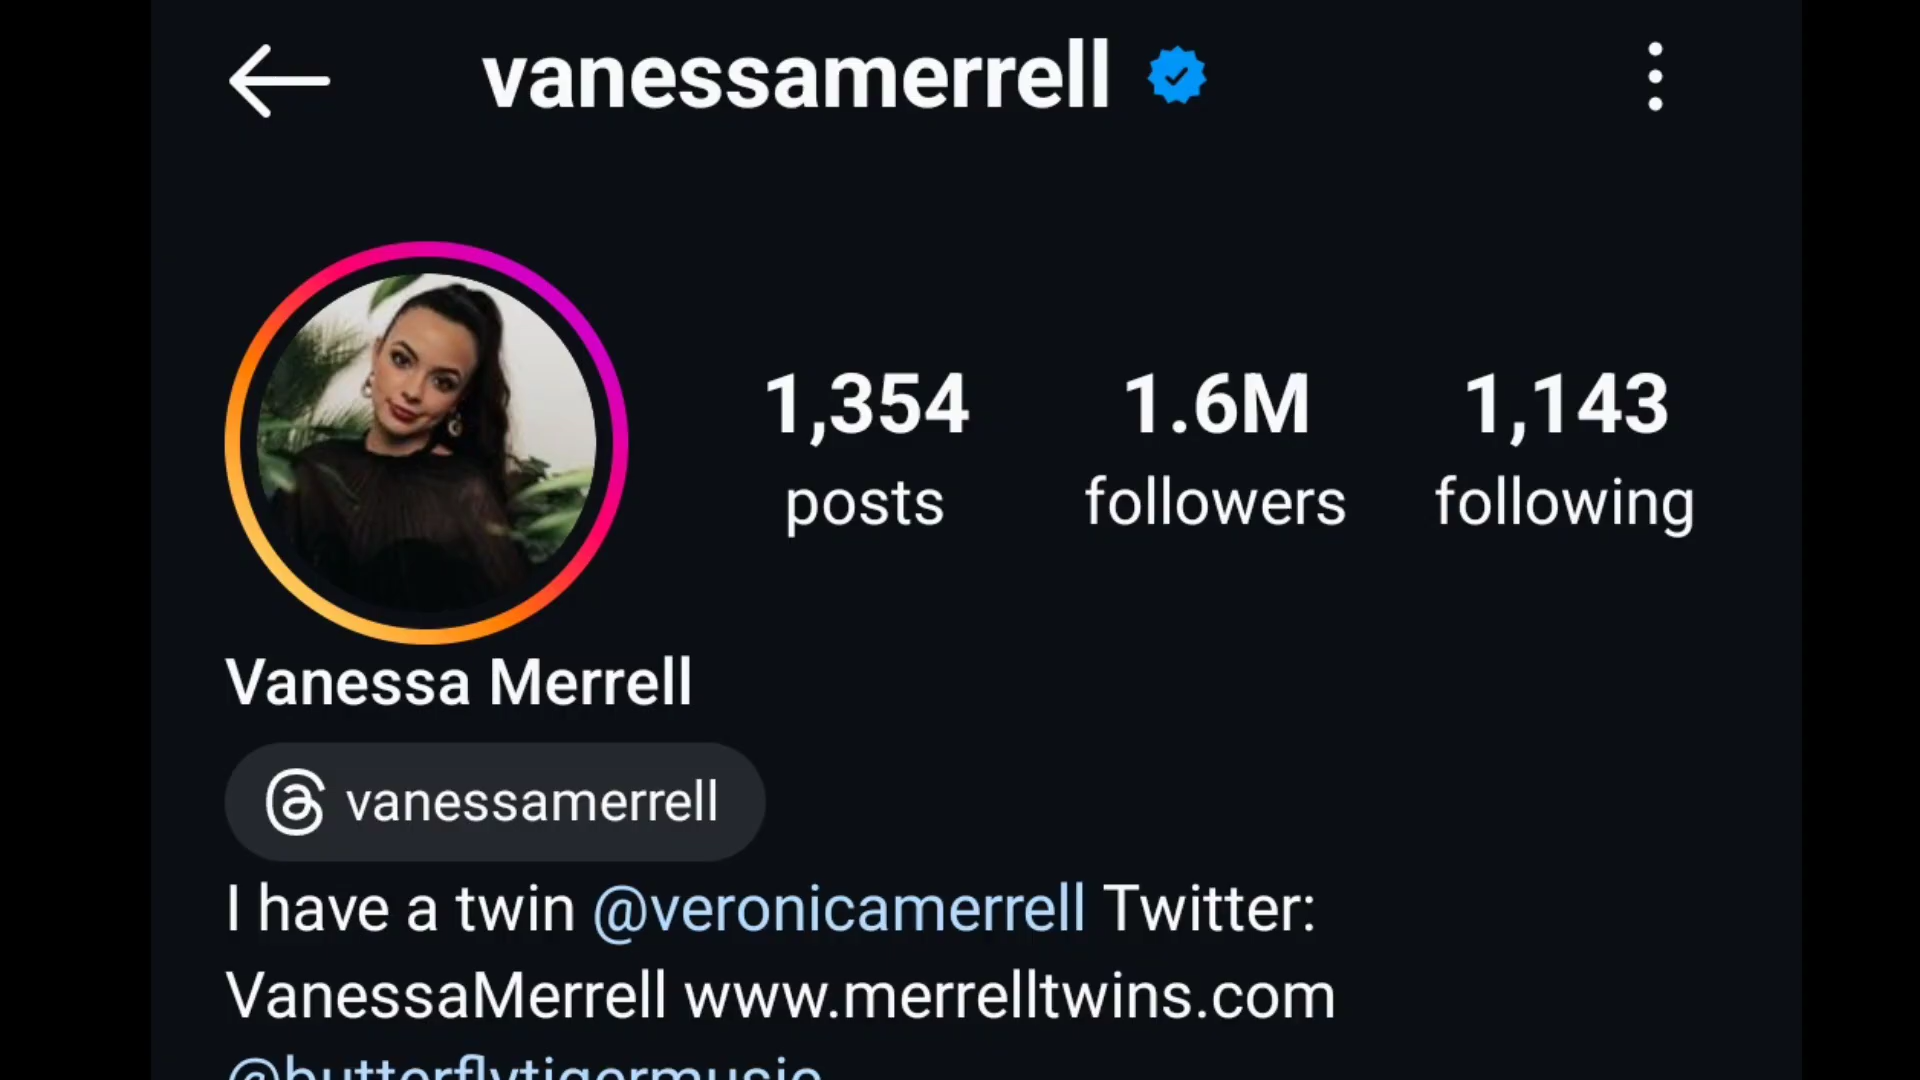 vanessamerrell
1,354 1.6M 1,143
posts followers following
Vanessa Merrell
vanessamerrell
I have a twin @veronicamerrell Twitter:
VanessaMerrell www.merrelltwins.com
@butterflytigermusic